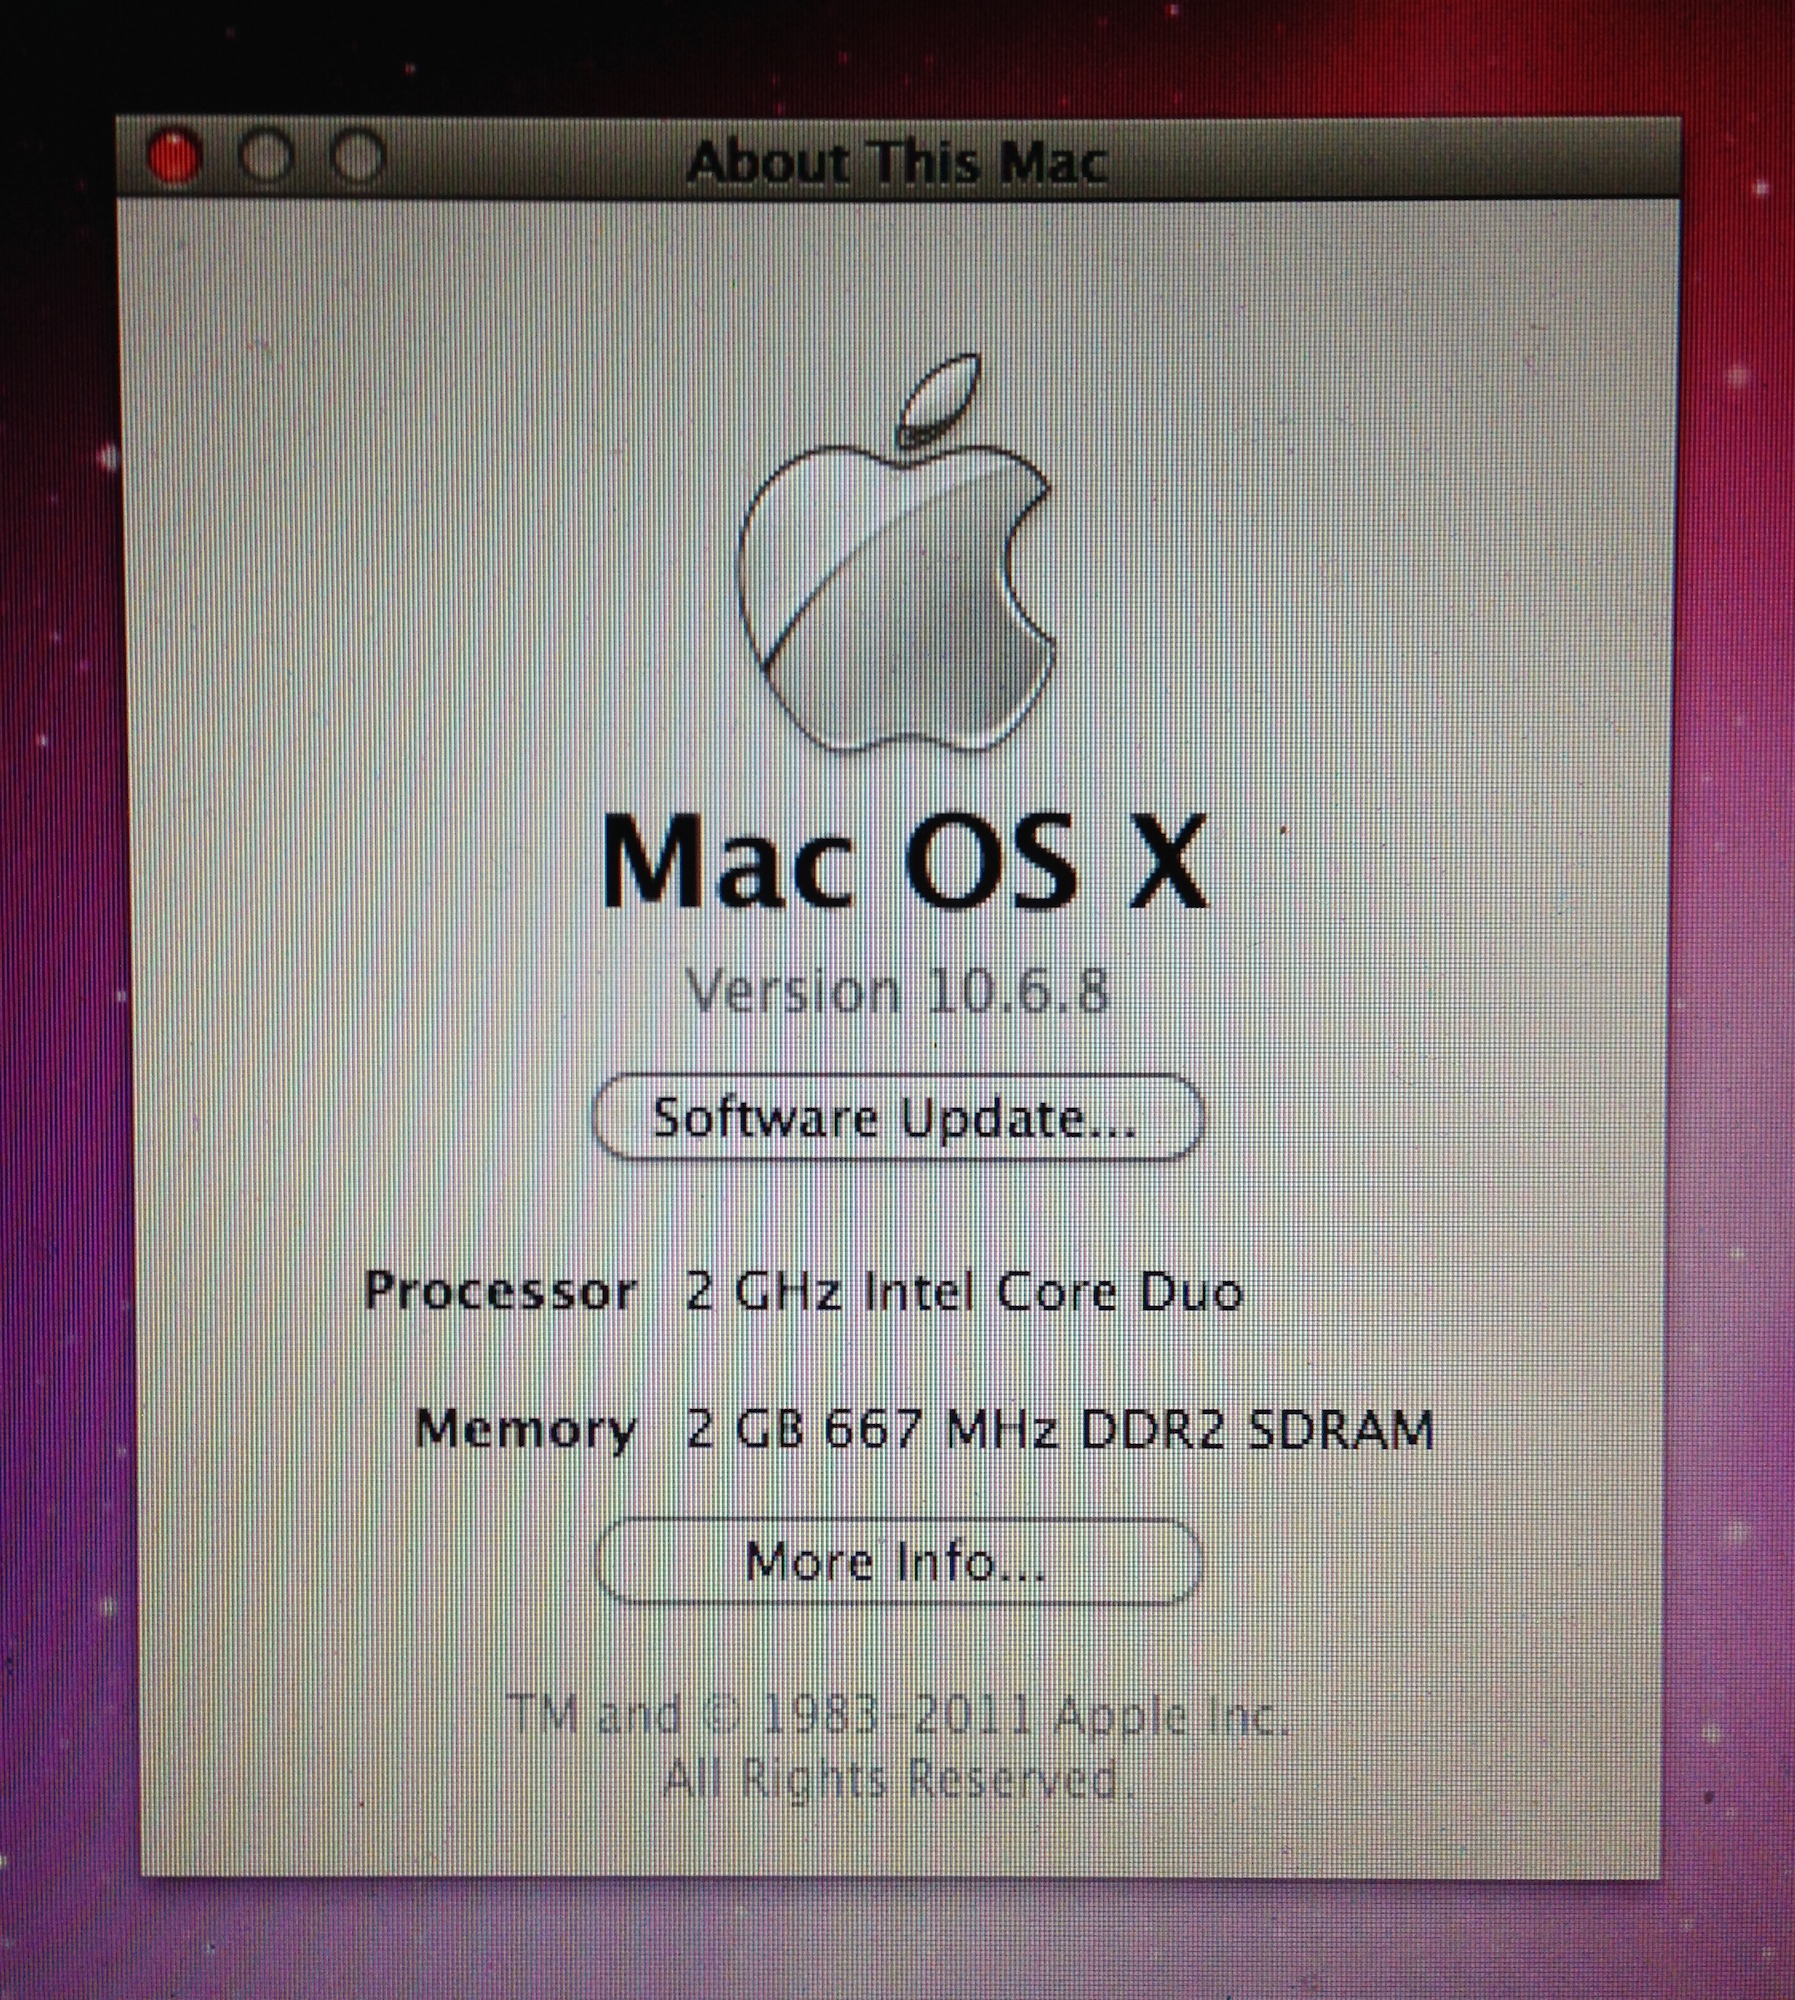 About This Mac
Mac OS X
Version 10.6.8
Software Update...
Processor 2 GHz Intel Core Duo
Memory 2 GB 667 MHz DDR2 SDRAM
More Info...
TM and © 1983-2011 Apple Inc.
All Rights Reserved.